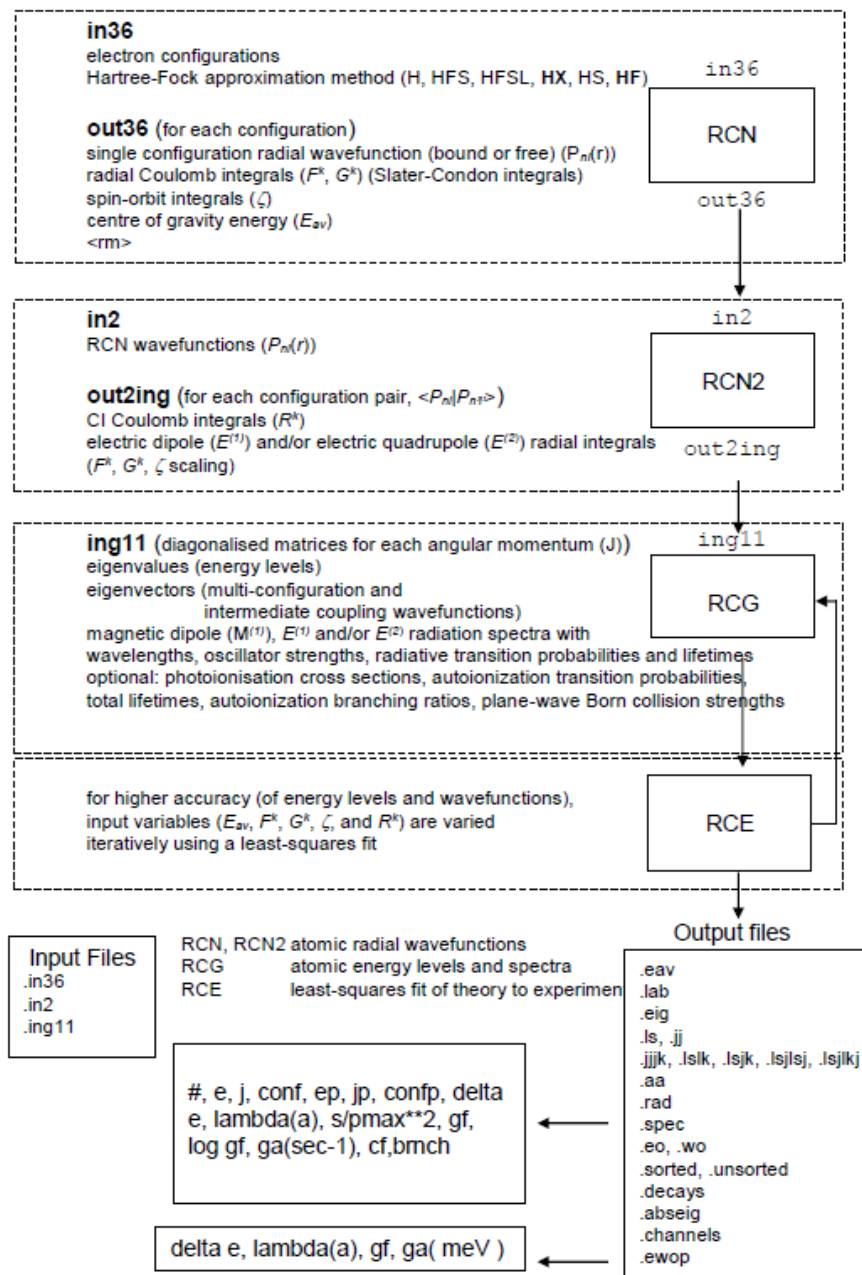 in36
electron configurations
Hartree-Fock approximation method (H, HFS, HFSL, HX, HS, HF)
out36 (for each configuration)
single configuration radial wavefunction (bound or free) (Pnl(r))
radial Coulomb integrals (F^k, G^k) (Slater-Condon integrals)
spin-orbit integrals (ζ)
centre of gravity energy (Eav)
<rm>
in36
RCN
out36
in2
RCN wavefunctions (Pnl(r))
out2ing (for each configuration pair, <Pnl|Pn'l'>)
CI Coulomb integrals (R^k)
electric dipole (E^(1)) and/or electric quadrupole (E^(2)) radial integrals
(F^k, G^k, ζ scaling)
in2
RCN2
out2ing
ing11 (diagonalised matrices for each angular momentum (J))
eigenvalues (energy levels)
eigenvectors (multi-configuration and
intermediate coupling wavefunctions)
magnetic dipole (M^(1)), E^(1) and/or E^(2) radiation spectra with
wavelengths, oscillator strengths, radiative transition probabilities and lifetimes
optional: photoionisation cross sections, autoionization transition probabilities,
total lifetimes, autoionization branching ratios, plane-wave Born collision strengths
ing11
RCG
for higher accuracy (of energy levels and wavefunctions),
input variables (Eav, F^k, G^k, ζ, and R^k) are varied
iteratively using a least-squares fit
RCE
Input Files
.in36
.in2
.ing11
RCN, RCN2 atomic radial wavefunctions
RCG atomic energy levels and spectra
RCE least-squares fit of theory to experiment
Output files
.eav
.lab
.eig
.ls, .jj
.jjjk, .lslk, .lsjk, .lsjlsj, .lsjlkj
.aa
.rad
.spec
.eo, .wo
.sorted, .unsorted
.decays
.abseig
.channels
.ewop
#, e, j, conf, ep, jp, confp, delta
e, lambda(a), s/pmax**2, gf,
log gf, ga(sec-1), cf,brnch
delta e, lambda(a), gf, ga( meV )